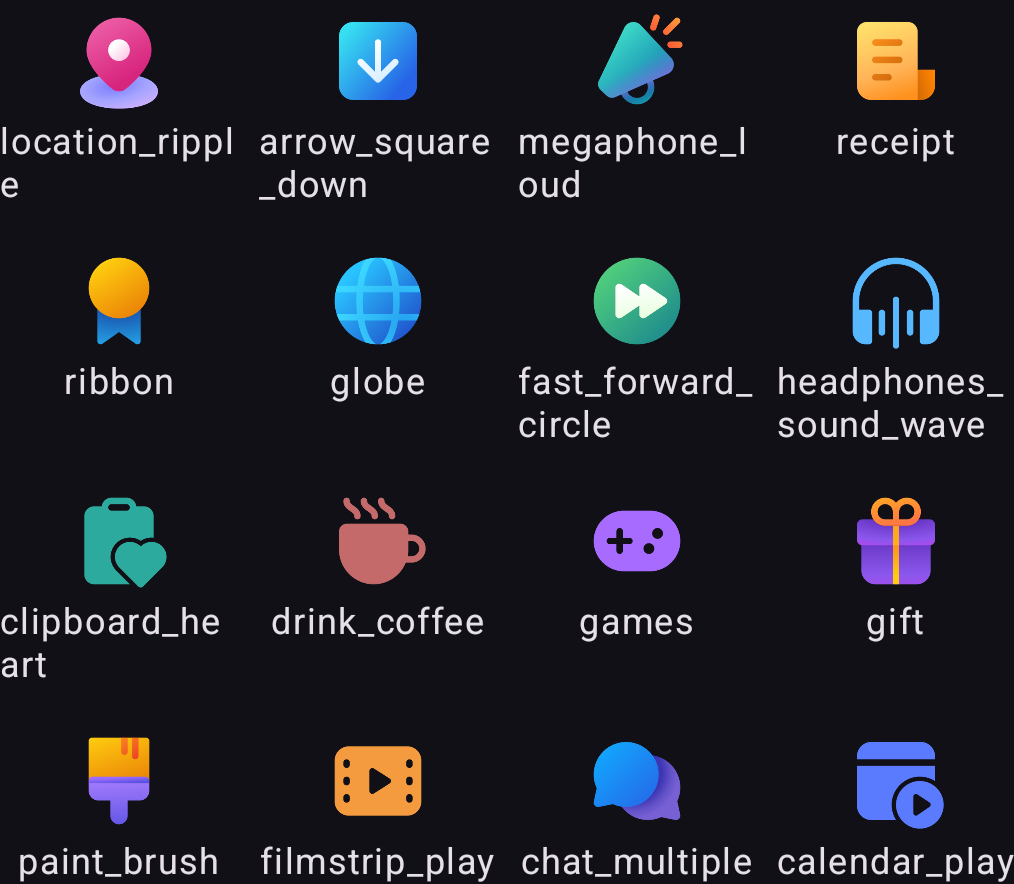 location_rippl
e
arrow_square
_down
megaphone_l
oud
receipt
ribbon
globe
fast_forward_
circle
headphones_
sound_wave
clipboard_he
art
drink_coffee
games
gift
paint_brush
filmstrip_play
chat_multiple
calendar_play